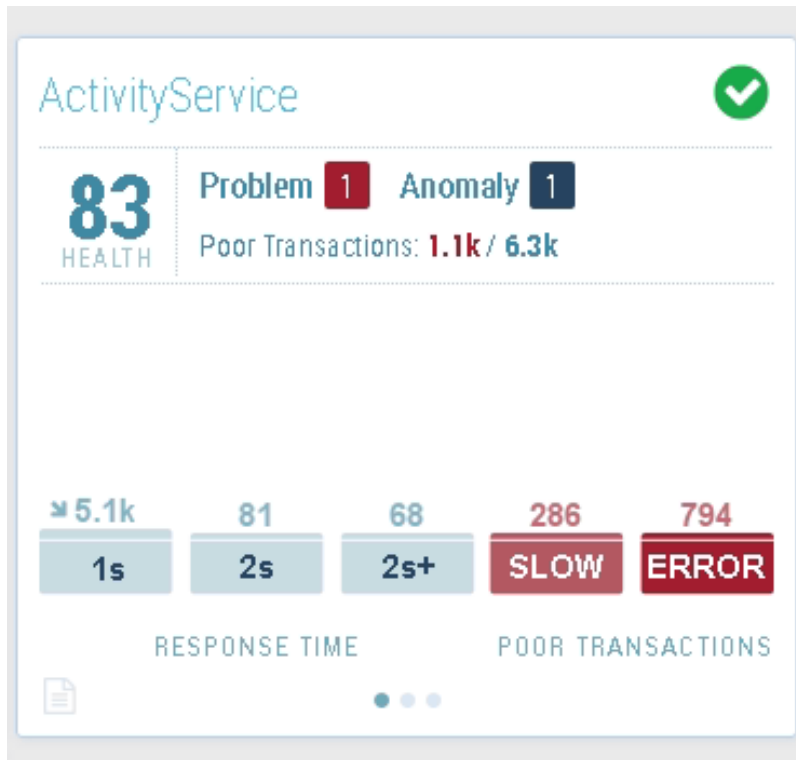 ActivityService
83
HEALTH
Problem 1 Anomaly 1
Poor Transactions: 1.1k / 6.3k
5.1k 81 68 286 794
1s 2s 2s+ SLOW ERROR
RESPONSE TIME POOR TRANSACTIONS